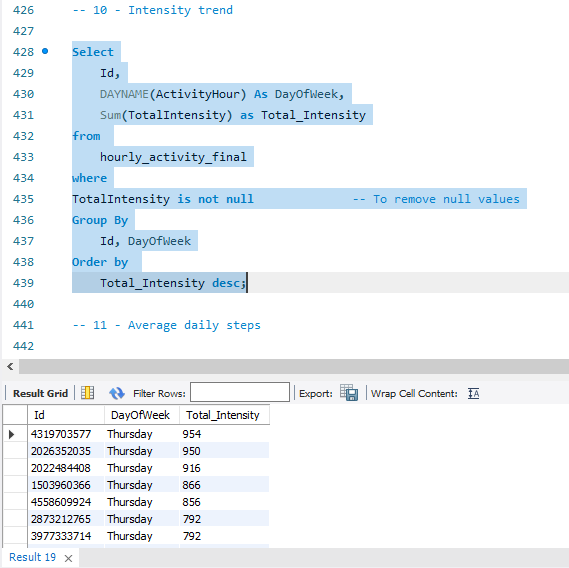 426 -- 10 - Intensity trend
427
428 Select
429 Id,
430 DAYNAME(ActivityHour) As DayOfWeek,
431 Sum(TotalIntensity) as Total_Intensity
432 from
433 hourly_activity_final
434 where
435 TotalIntensity is not null -- To remove null values
436 Group By
437 Id, DayOfWeek
438 Order by
439 Total_Intensity desc;
440
441 -- 11 - Average daily steps
442
Result Grid Filter Rows: Export: Wrap Cell Content:
Id DayOfWeek Total_Intensity
4319703577 Thursday 954
2026352035 Thursday 950
2022484408 Thursday 916
1503960366 Thursday 866
4558609924 Thursday 856
2873212765 Thursday 792
3977333714 Thursday 792
Result 19